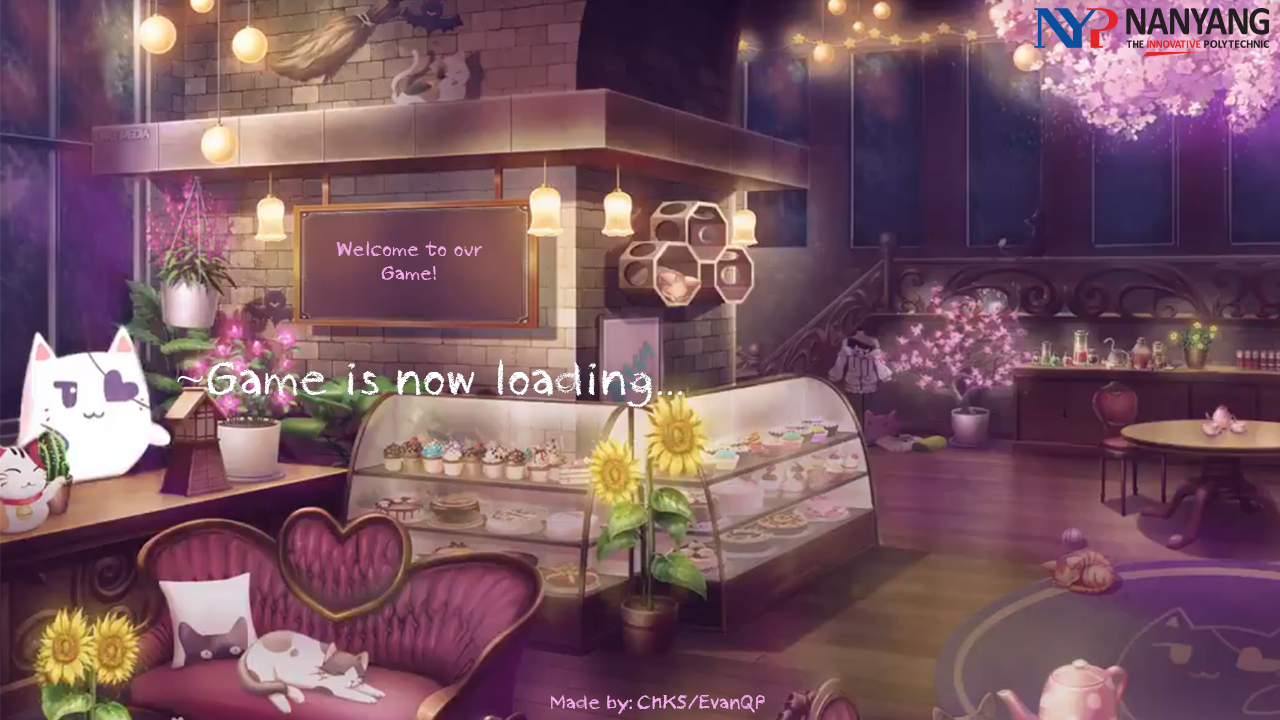 NYP NANYANG
THE INNOVATIVE POLYTECHNIC
Welcome to our
Game!
~Game is now loading...
Made by: ChKS/EvanQP